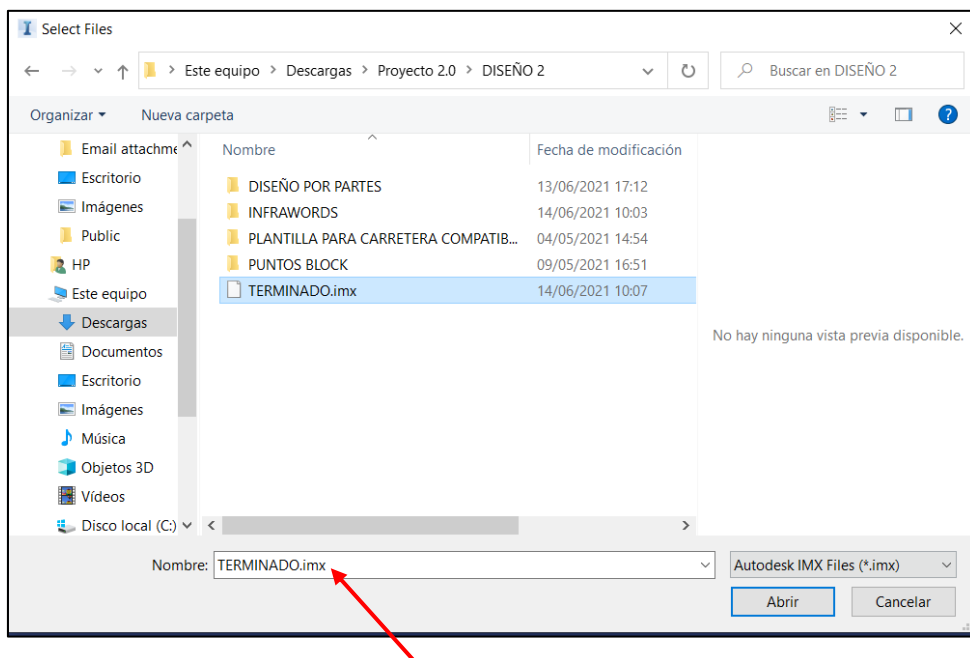 Select Files
Este equipo > Descargas > Proyecto 2.0 > DISEÑO 2
Buscar en DISEÑO 2
Organizar
Nueva carpeta
Email attachme
Escritorio
Imágenes
Public
HP
Este equipo
Descargas
Documentos
Escritorio
Imágenes
Música
Objetos 3D
Vídeos
Disco local (C:)
Nombre Fecha de modificación
DISEÑO POR PARTES 13/06/2021 17:12
INFRAWORDS 14/06/2021 10:03
PLANTILLA PARA CARRETERA COMPATIB... 04/05/2021 14:54
PUNTOS BLOCK 09/05/2021 16:51
TERMINADO.imx 14/06/2021 10:07
No hay ninguna vista previa disponible.
Nombre: TERMINADO.imx
Autodesk IMX Files (*.imx)
Abrir Cancelar